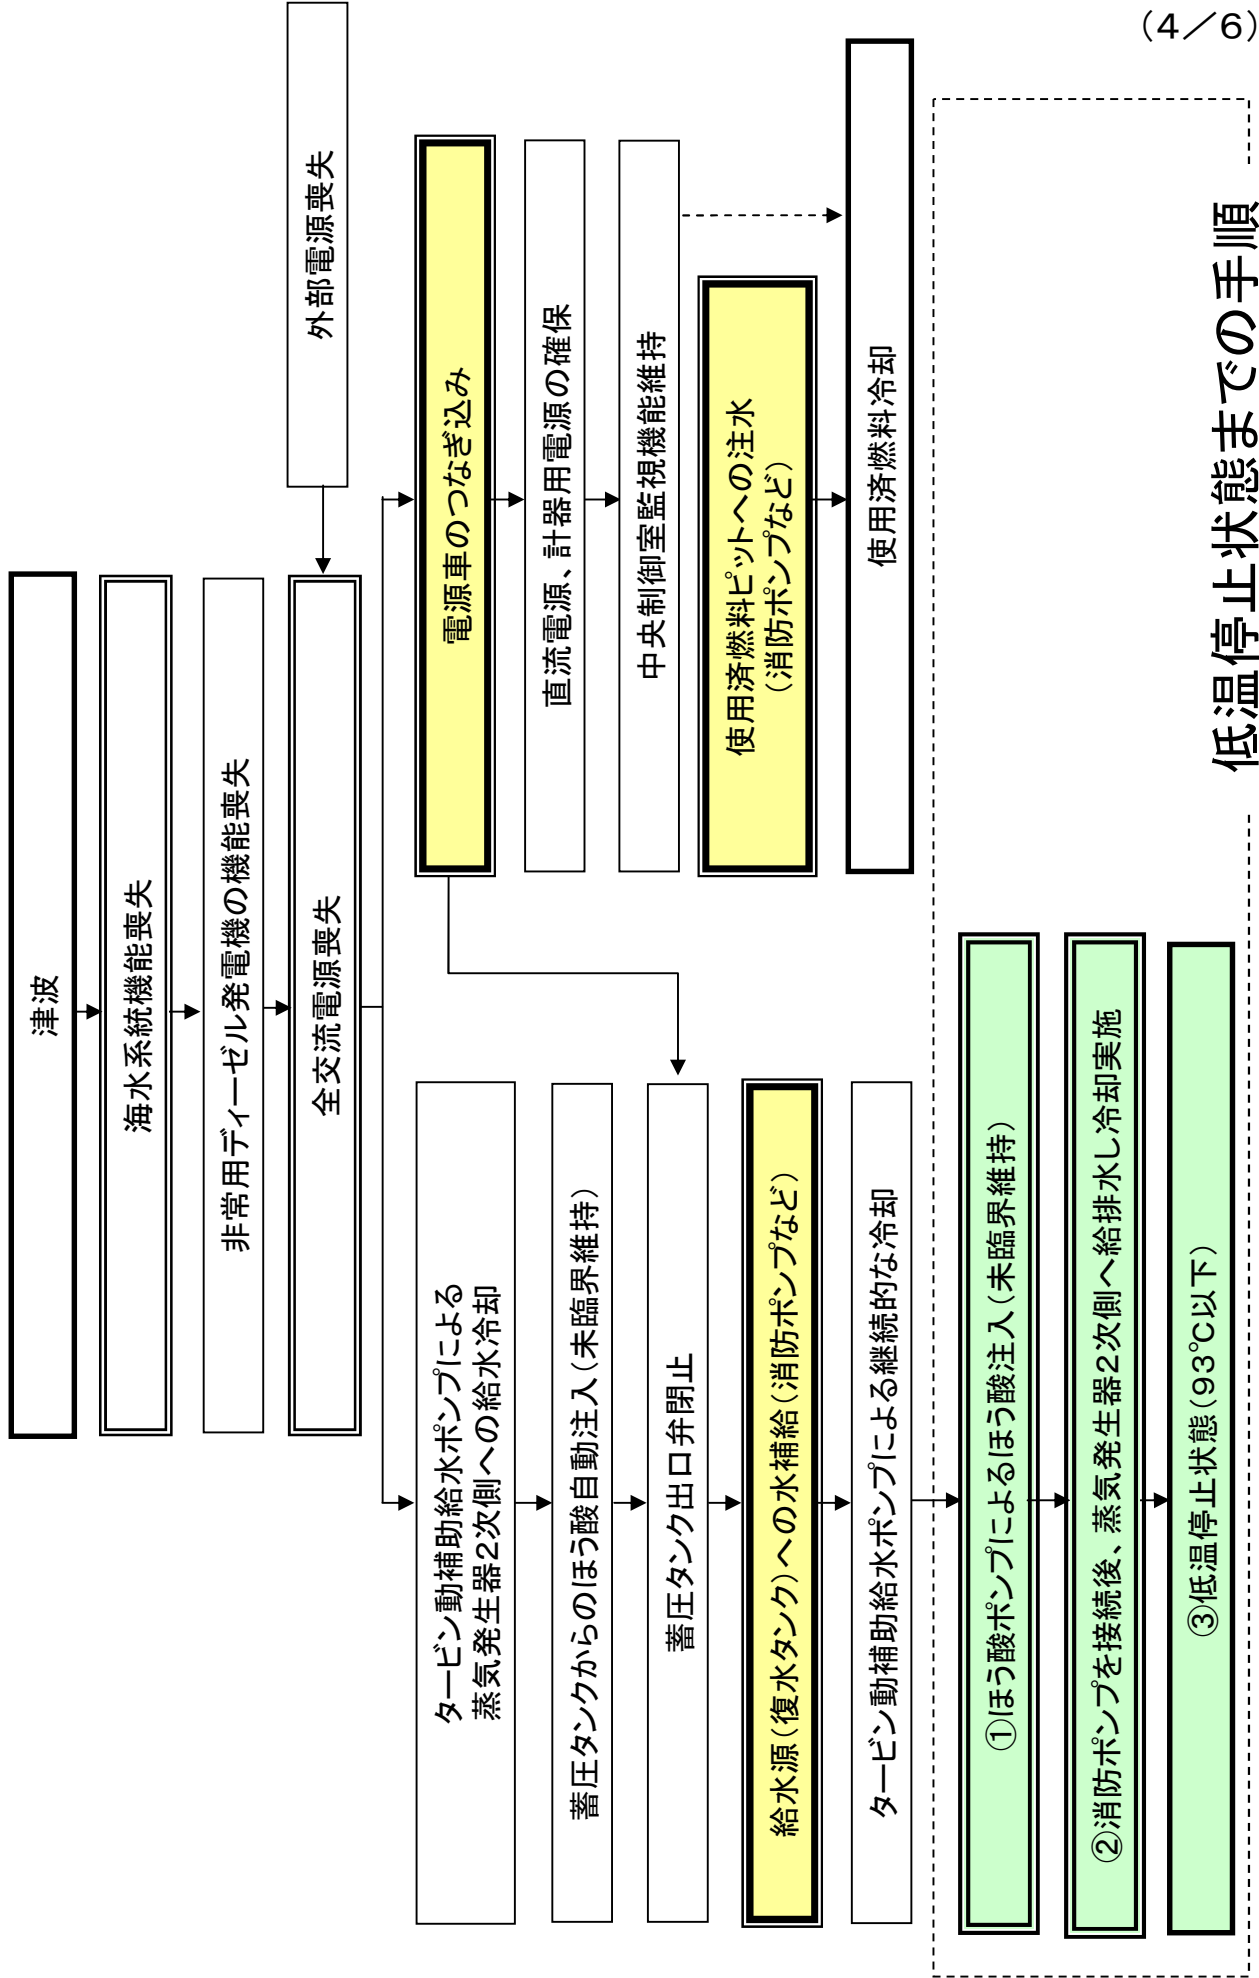 津波
海水系統機能喪失
非常用ディーゼル発電機の機能喪失
全交流電源喪失
外部電源喪失
タービン動補助給水ポンプによる
蒸気発生器2次側への給水冷却
蓄圧タンクからのほう酸自動注入（未臨界維持）
蓄圧タンク出口弁閉止
給水源（復水タンク）への水補給（消防ポンプなど）
タービン動補助給水ポンプによる継続的な冷却
電源車のつなぎ込み
直流電源、計器用電源の確保
中央制御室監視機能維持
使用済燃料ピットへの注水
（消防ポンプなど）
使用済燃料冷却
①ほう酸ポンプによるほう酸注入（未臨界維持）
②消防ポンプを接続後、蒸気発生器2次側へ給排水し冷却実施
③低温停止状態（93℃以下）
低温停止状態までの手順
（4／6）